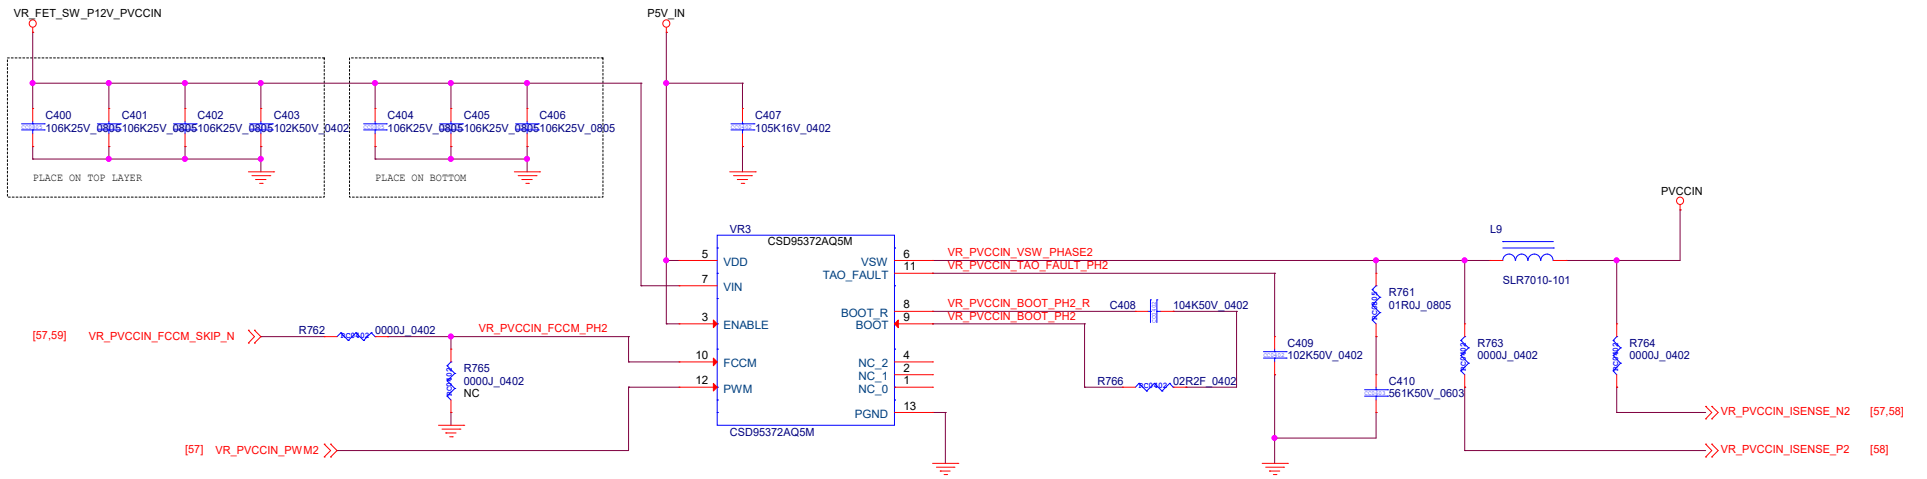 VR_FET_SW_P12V_PVCCIN
P5V_IN
C400
106K25V_0805
C401
106K25V_0805
C402
106K25V_0805
C403
102K50V_0402
C404
106K25V_0805
C405
106K25V_0805
C406
106K25V_0805
C407
105K16V_0402
PLACE ON TOP LAYER
PLACE ON BOTTOM
PVCCIN
VR3
CSD95372AQ5M
L9
SLR7010-101
5 VDD
7 VIN
3 ENABLE
10 FCCM
12 PWM
VSW 6
TAO_FAULT 11
BOOT_R 8
BOOT 9
NC_2 4
NC_1 2
NC_0 1
PGND 13
CSD95372AQ5M
VR_PVCCIN_VSW_PHASE2
VR_PVCCIN_TAO_FAULT_PH2
VR_PVCCIN_BOOT_PH2_R
VR_PVCCIN_BOOT_PH2
C408
104K50V_0402
R766
02R2F_0402
C409
102K50V_0402
R761
01R0J_0805
C410
561K50V_0603
R763
0000J_0402
R764
0000J_0402
[57,59] VR_PVCCIN_FCCM_SKIP_N
R762
0000J_0402
VR_PVCCIN_FCCM_PH2
R765
0000J_0402
NC
[57] VR_PVCCIN_PWM2
VR_PVCCIN_ISENSE_N2 [57,58]
VR_PVCCIN_ISENSE_P2 [58]